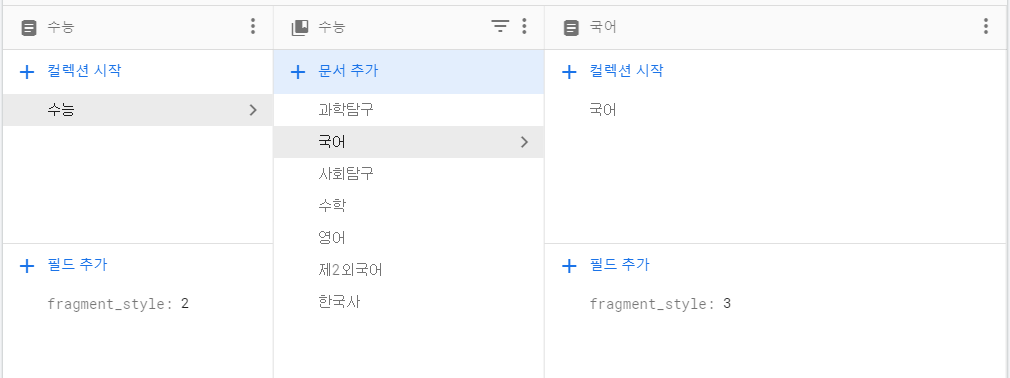 수능
컬렉션 시작
수능
필드 추가
fragment_style: 2
수능
문서 추가
과학탐구
국어
사회탐구
수학
영어
제2외국어
한국사
국어
컬렉션 시작
국어
필드 추가
fragment_style: 3